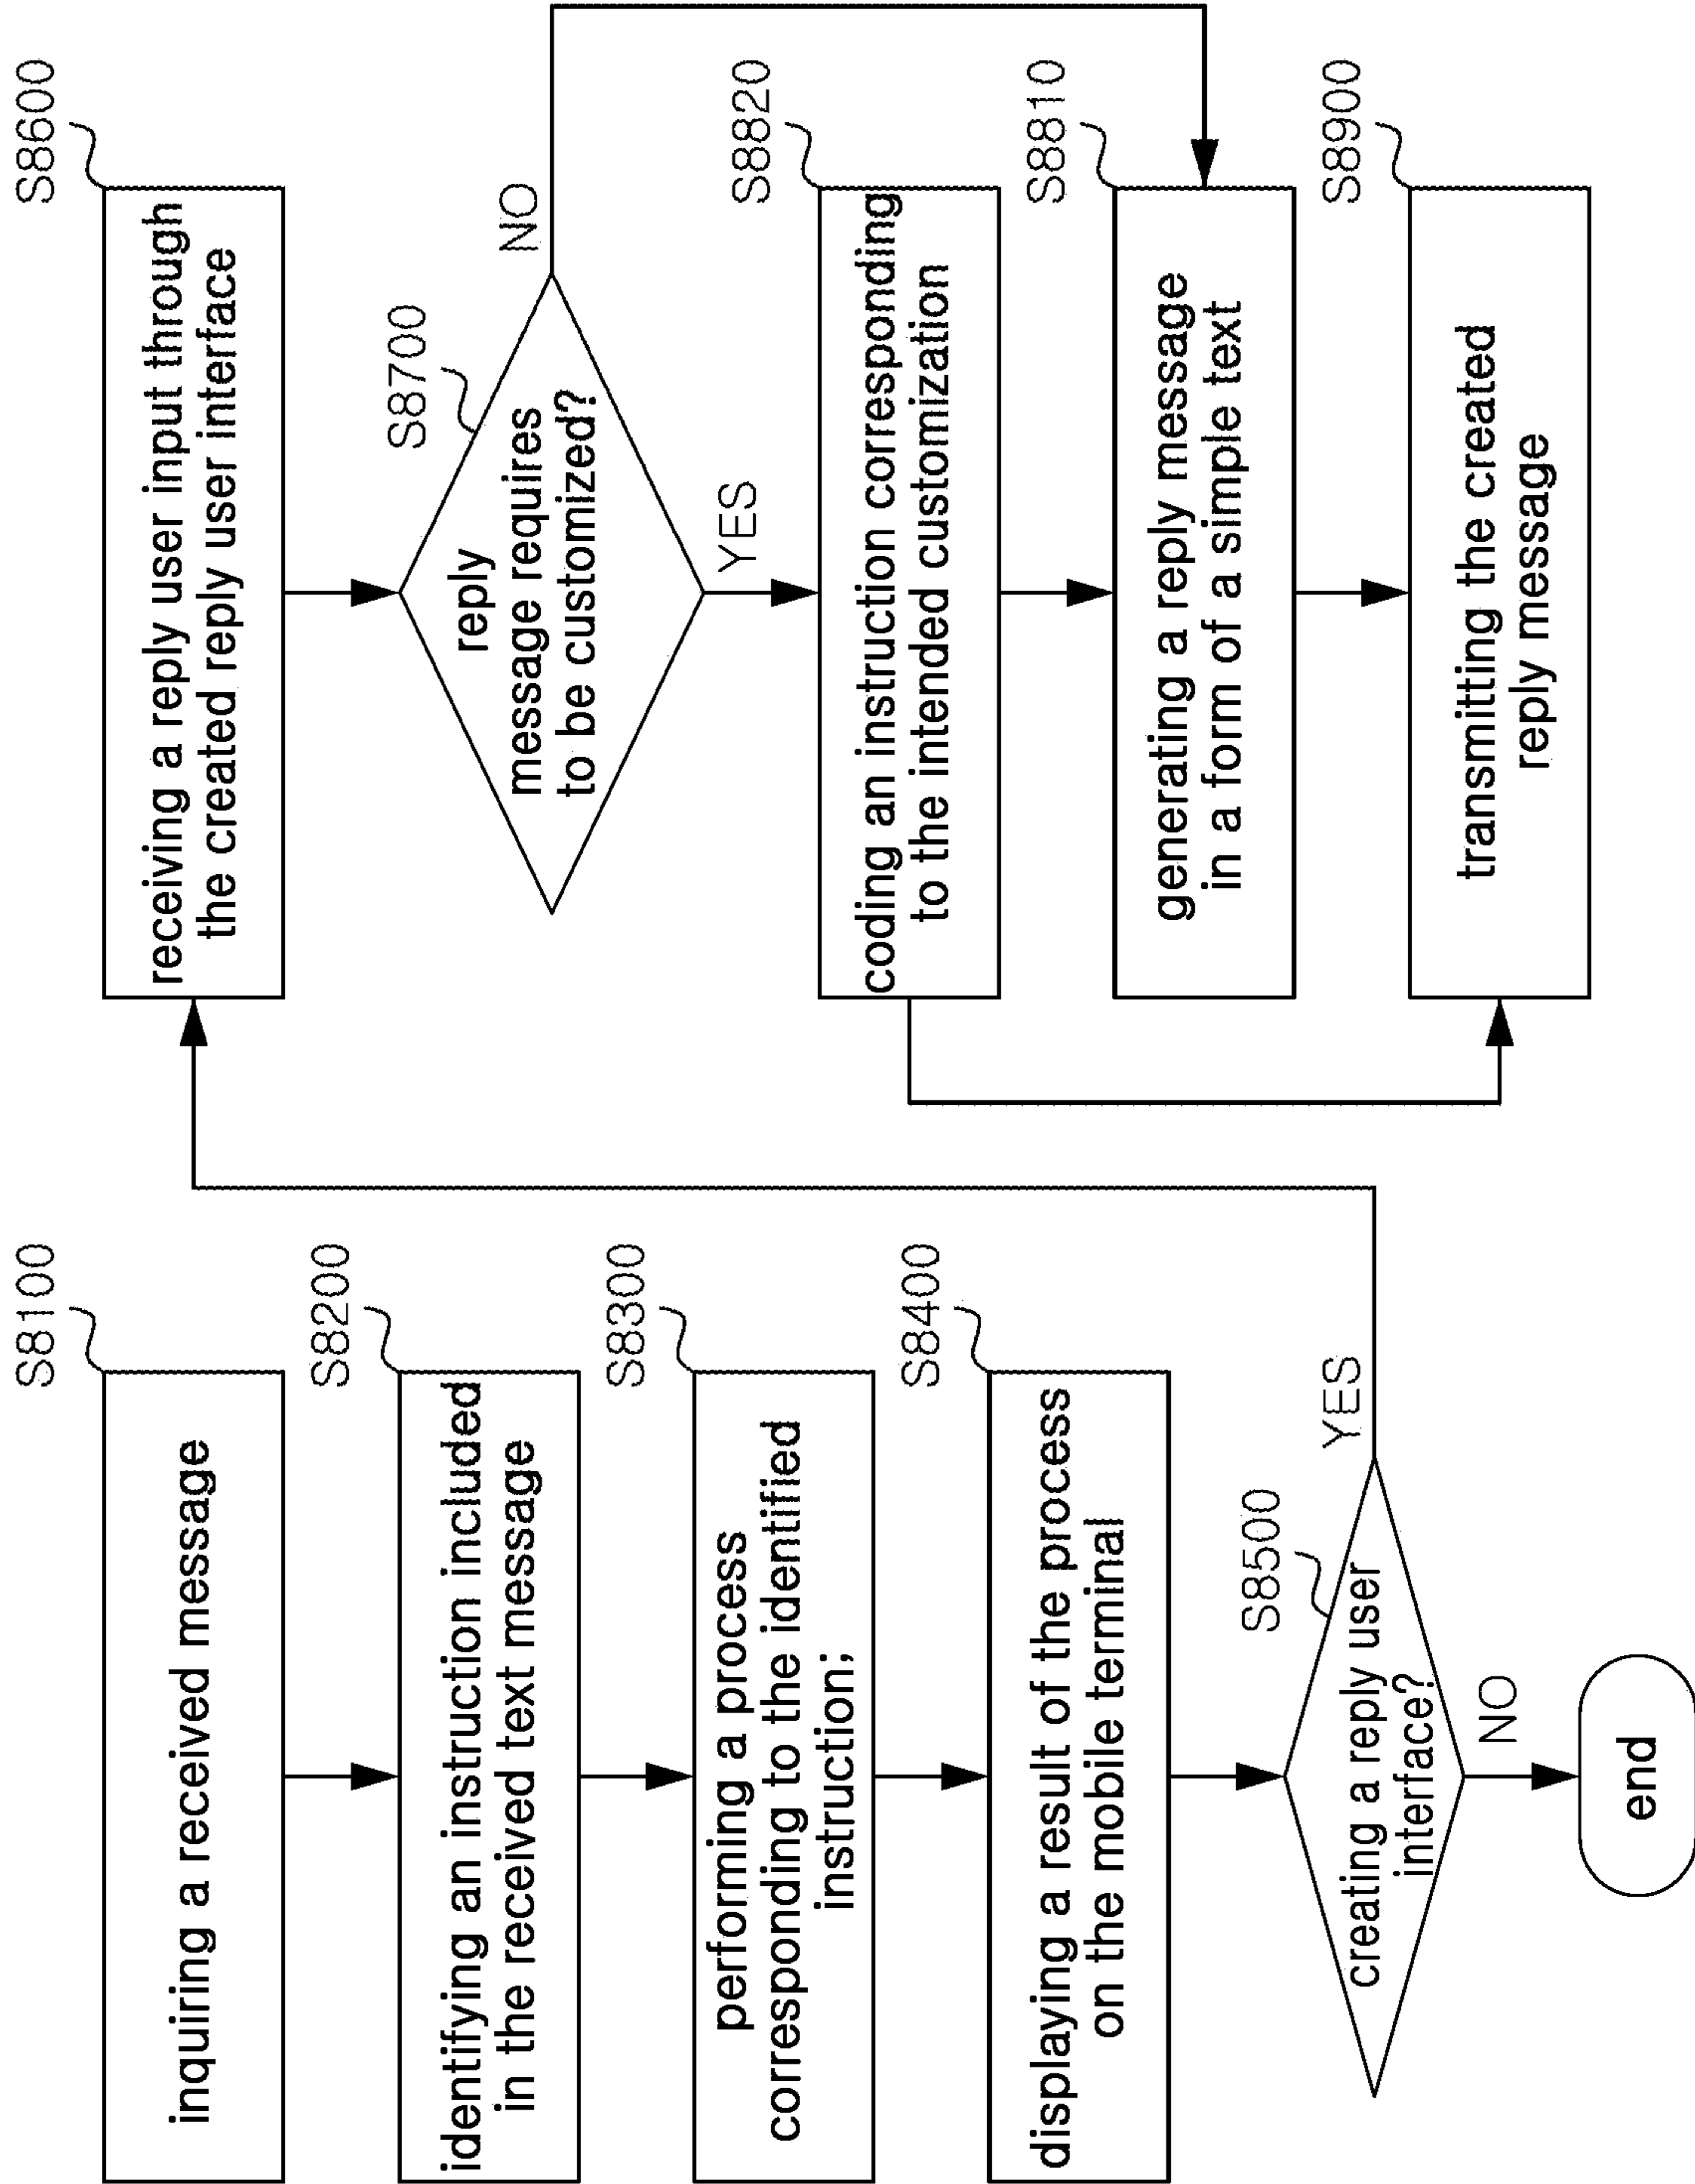 S8100
inquiring a received message
S8200
identifying an instruction included
in the received text message
S8300
performing a process
corresponding to the identified
instruction;
S8400
displaying a result of the process
on the mobile terminal
S8500
creating a reply user
interface?
YES
NO
end
S8600
receiving a reply user input through
the created reply user interface
S8700
reply
message requires
to be customized?
NO
YES
S8820
coding an instruction corresponding
to the intended customization
S8810
generating a reply message
in a form of a simple text
S8900
transmitting the created
reply message